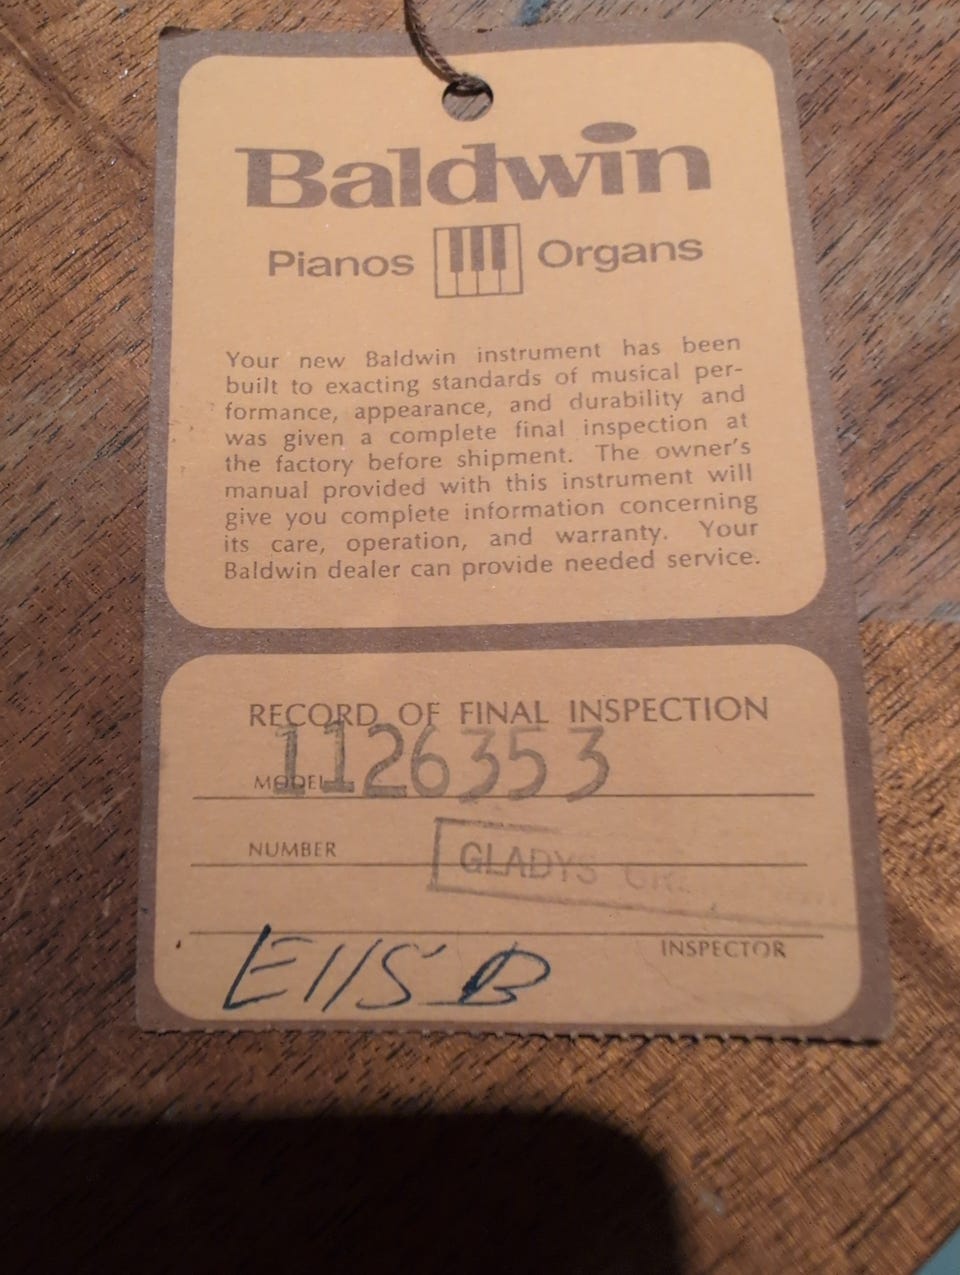 Baldwin
Pianos Organs
Your new Baldwin instrument has been
built to exacting standards of musical per-
formance, appearance, and durability and
was given a complete final inspection at
the factory before shipment. The owner's
manual provided with this instrument will
give you complete information concerning
its care, operation, and warranty. Your
Baldwin dealer can provide needed service.
RECORD OF FINAL INSPECTION
1126353
MODEL
NUMBER
GLADYS
INSPECTOR